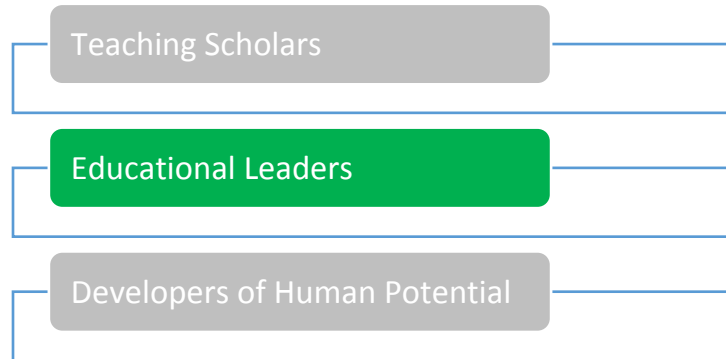 Teaching Scholars
Educational Leaders
Developers of Human Potential